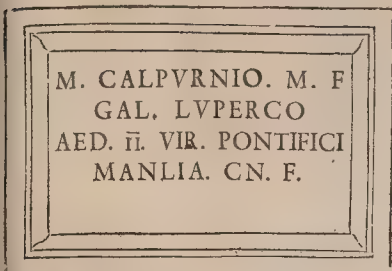 M. CALPVRNIO. M. F
GAL. LVPERCO
AED. II. VIR. PONTIFICI
MANLIA. CN. F.